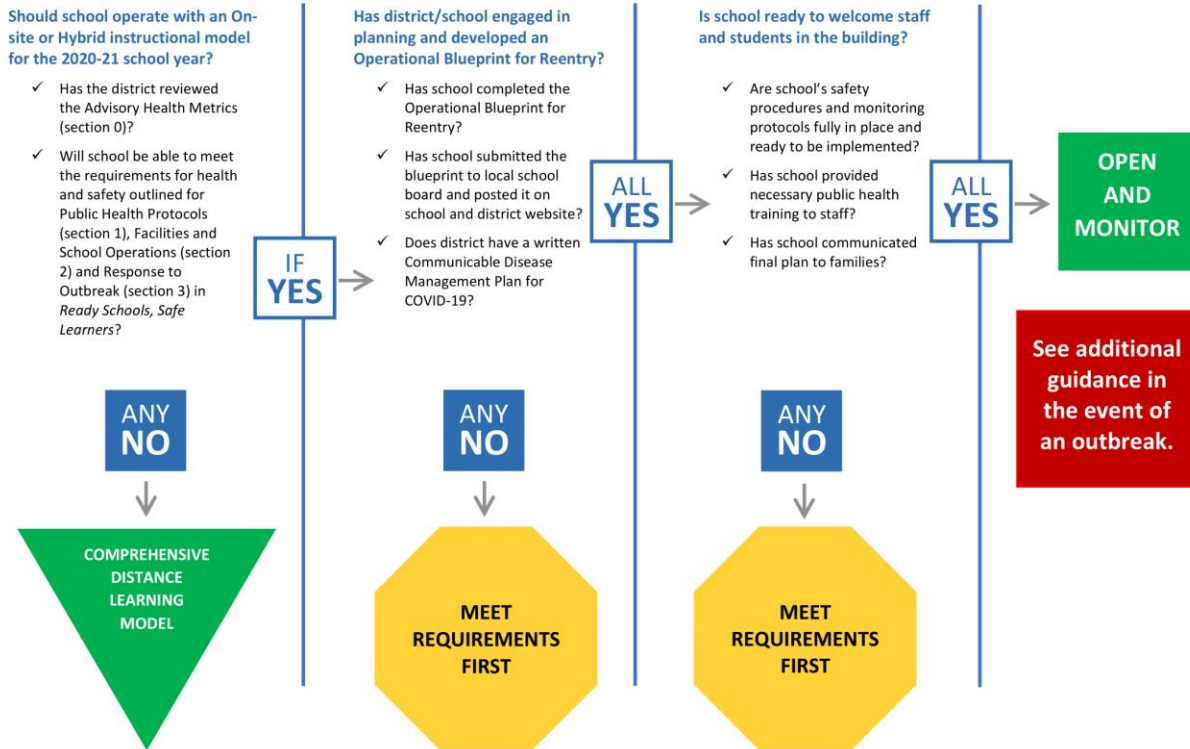 Should school operate with an On-
site or Hybrid instructional model
for the 2020-21 school year?
✓ Has the district reviewed
the Advisory Health Metrics
(section 0)?
✓ Will school be able to meet
the requirements for health
and safety outlined for
Public Health Protocols
(section 1), Facilities and
School Operations (section
2) and Response to
Outbreak (section 3) in
Ready Schools, Safe
Learners?
IF
YES
ANY
NO
COMPREHENSIVE
DISTANCE
LEARNING
MODEL
Has district/school engaged in
planning and developed an
Operational Blueprint for Reentry?
✓ Has school completed the
Operational Blueprint for
Reentry?
✓ Has school submitted the
blueprint to local school
board and posted it on
school and district website?
✓ Does district have a written
Communicable Disease
Management Plan for
COVID-19?
ALL
YES
ANY
NO
MEET
REQUIREMENTS
FIRST
Is school ready to welcome staff
and students in the building?
✓ Are school's safety
procedures and monitoring
protocols fully in place and
ready to be implemented?
✓ Has school provided
necessary public health
training to staff?
✓ Has school communicated
final plan to families?
ALL
YES
ANY
NO
MEET
REQUIREMENTS
FIRST
OPEN
AND
MONITOR
See additional
guidance in
the event of
an outbreak.